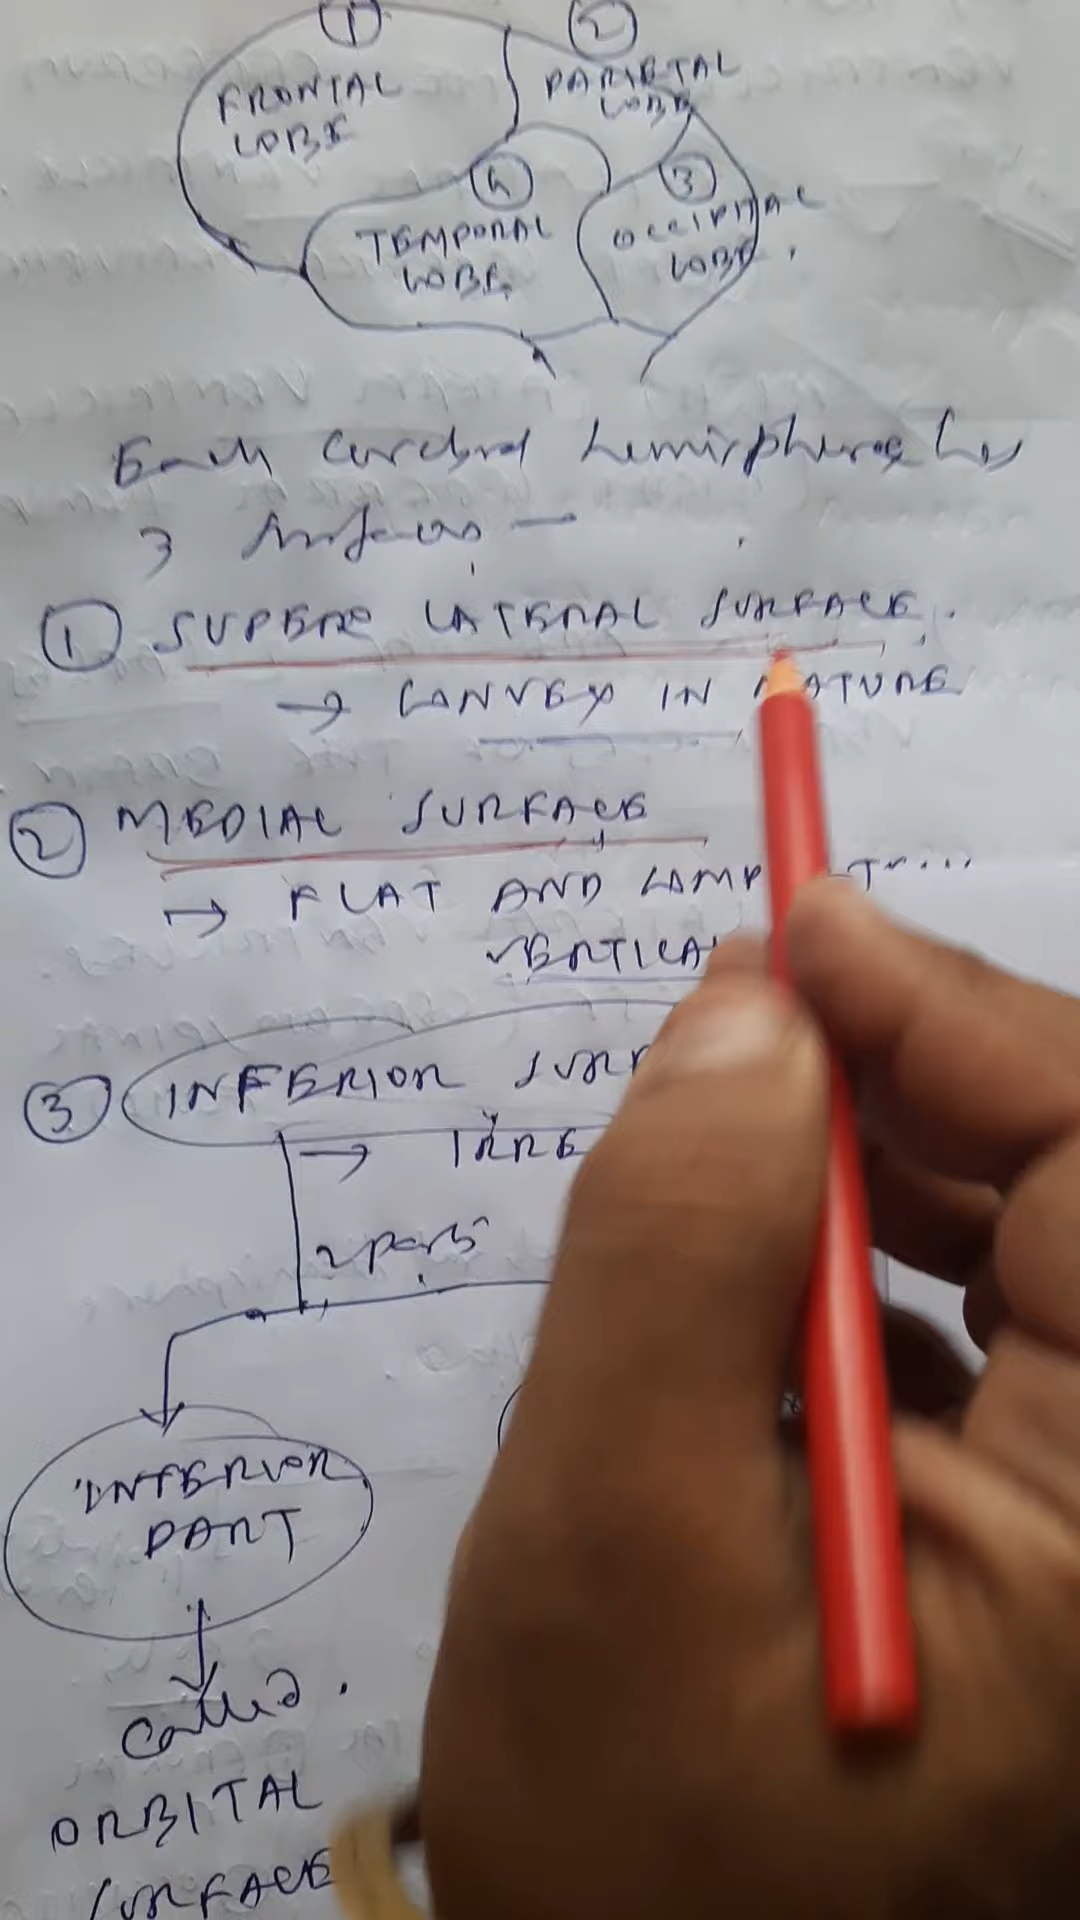 1
2
FRONTAL
LOBE
PARIETAL
LOBE
4
3
TEMPORAL
LOBE
OCCIPITAL
LOBE
Each cerebral hemisphere has
3 surfaces —
1 SUPERO LATERAL SURFACE.
→ CONVEX IN NATURE
2 MEDIAL SURFACE
→ FLAT AND
VERTICAL
3 INFERIOR
→
2 parts
PART
called.
ORBITAL
SURFACE